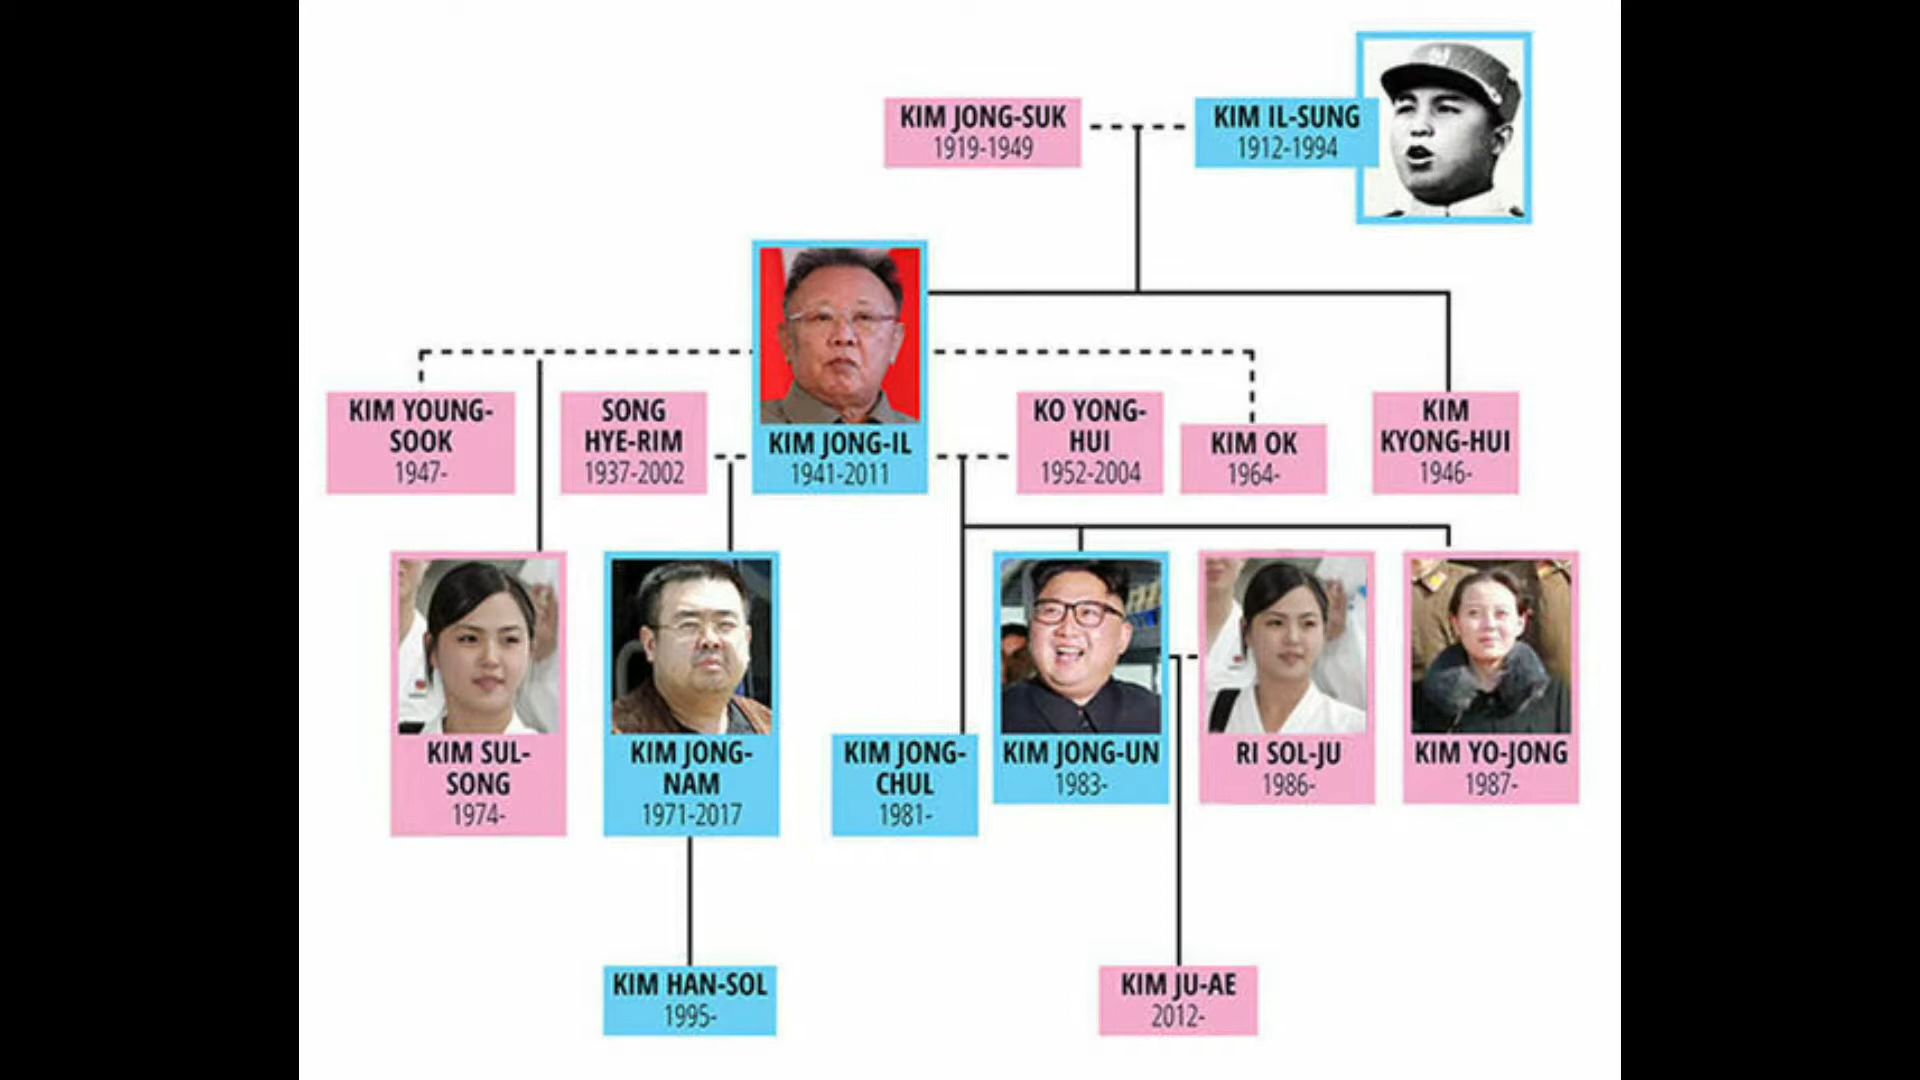 KIM JONG-SUK
1919-1949
KIM IL-SUNG
1912-1994
KIM JONG-IL
1941-2011
KIM YOUNG-
SOOK
1947-
SONG
HYE-RIM
1937-2002
KO YONG-
HUI
1952-2004
KIM OK
1964-
KIM
KYONG-HUI
1946-
KIM SUL-
SONG
1974-
KIM JONG-
NAM
1971-2017
KIM JONG-
CHUL
1981-
KIM JONG-UN
1983-
RI SOL-JU
1986-
KIM YO-JONG
1987-
KIM HAN-SOL
1995-
KIM JU-AE
2012-